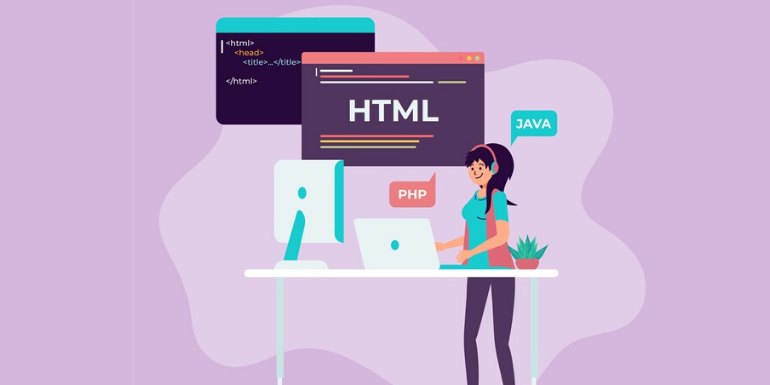 <html>
<head>
<title>...</title>
</html>
HTML
JAVA
PHP